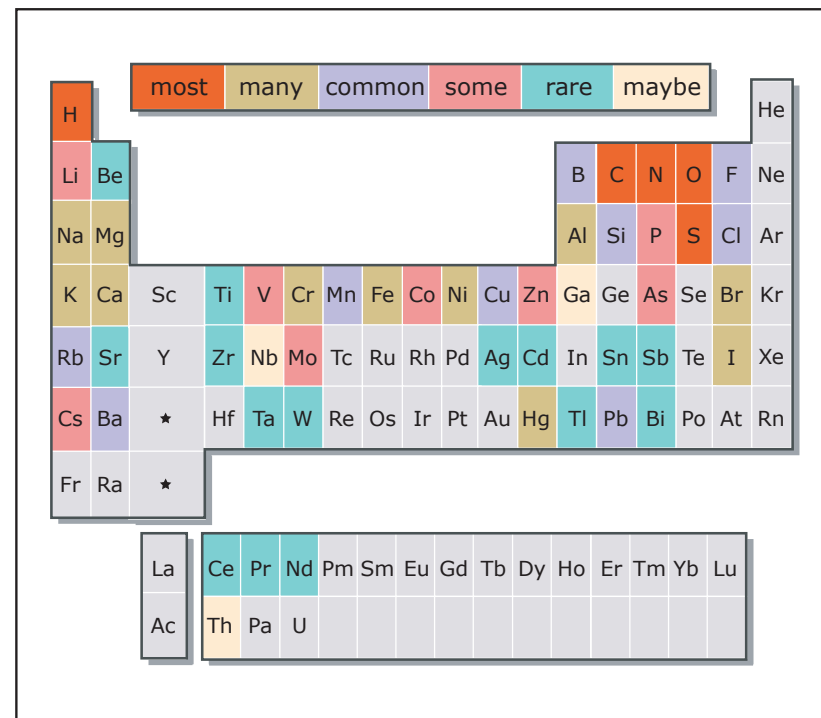 most many common some rare maybe
H He
Li Be B C N O F Ne
Na Mg Al Si P S Cl Ar
K Ca Sc Ti V Cr Mn Fe Co Ni Cu Zn Ga Ge As Se Br Kr
Rb Sr Y Zr Nb Mo Tc Ru Rh Pd Ag Cd In Sn Sb Te I Xe
Cs Ba ★ Hf Ta W Re Os Ir Pt Au Hg Tl Pb Bi Po At Rn
Fr Ra ★
La Ce Pr Nd Pm Sm Eu Gd Tb Dy Ho Er Tm Yb Lu
Ac Th Pa U